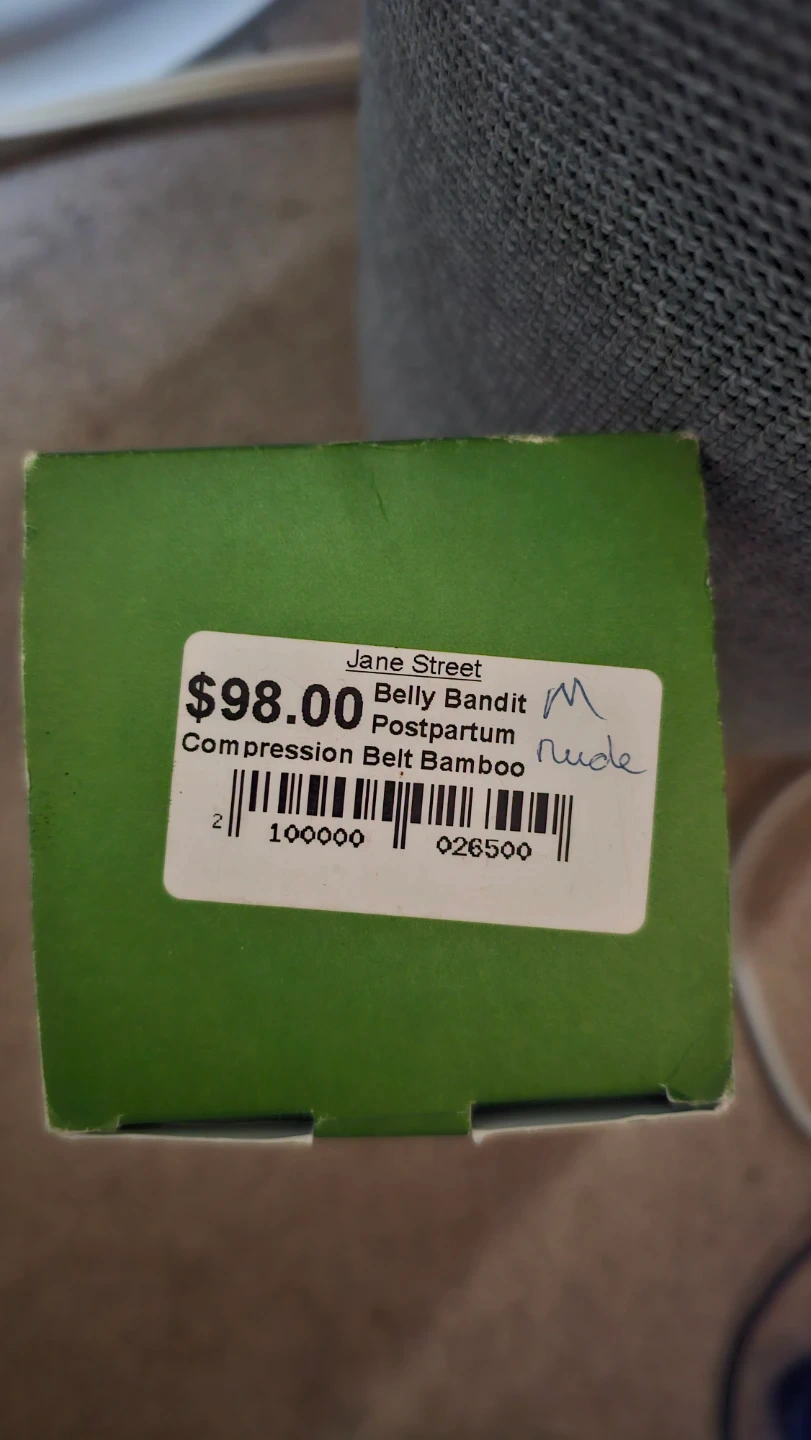 Jane Street
$98.00 Belly Bandit M
Postpartum nude
Compression Belt Bamboo
2 100000 026500